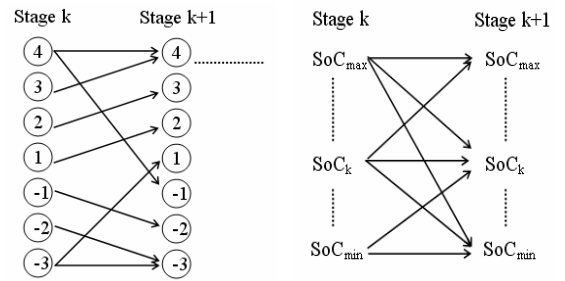 Stage k Stage k+1
4 4
3 3
2 2
1 1
-1 -1
-2 -2
-3 -3
Stage k Stage k+1
SoCmax SoCmax
SoCk SoCk
SoCmin SoCmin